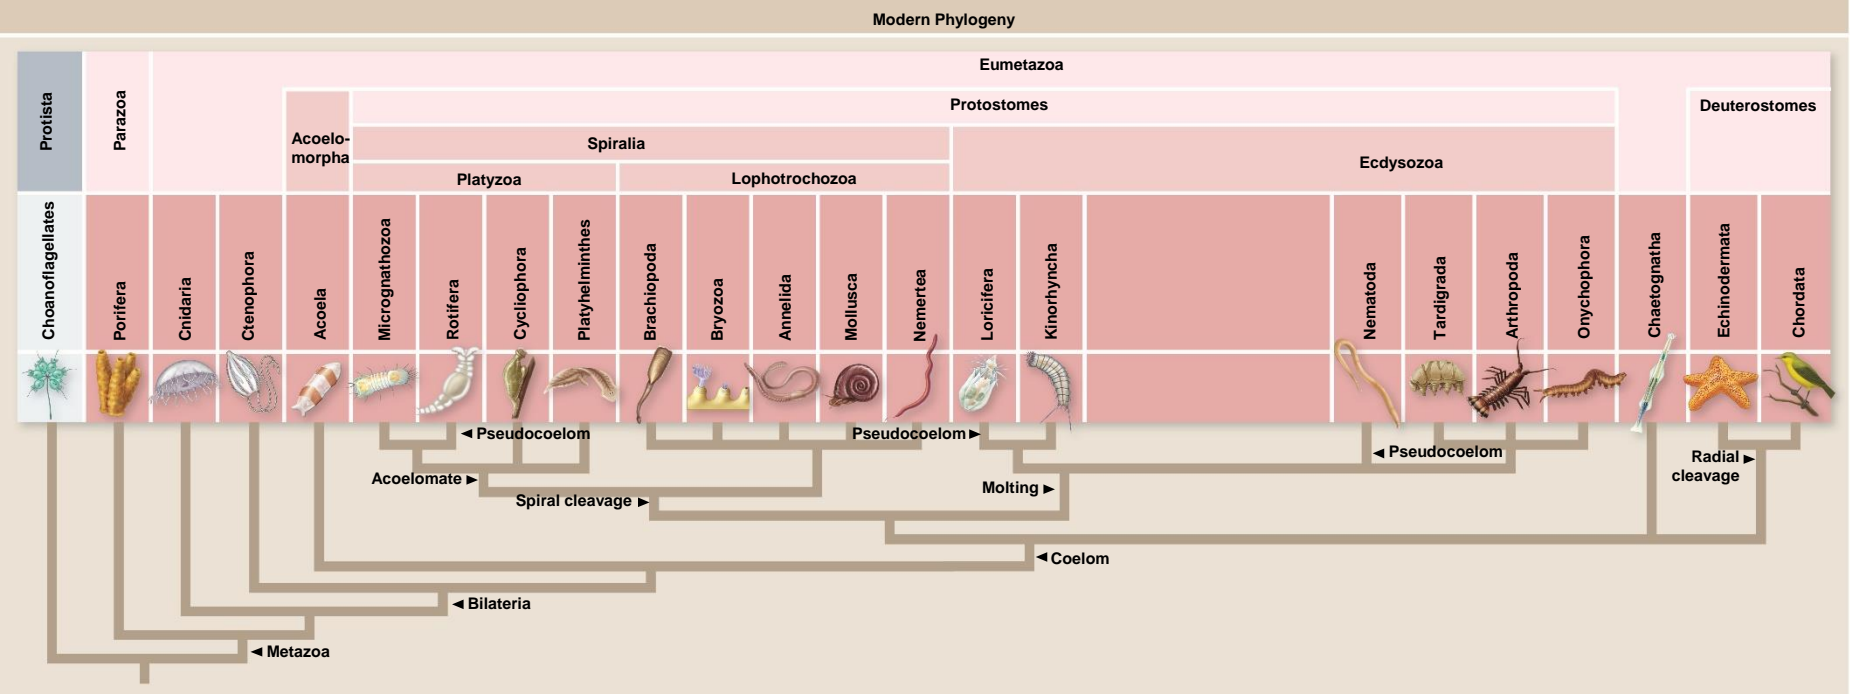 Modern Phylogeny
Eumetazoa
Protista
Parazoa
Protostomes
Deuterostomes
Acoelo-
morpha
Spiralia
Ecdysozoa
Platyzoa
Lophotrochozoa
Choanoflagellates
Porifera
Cnidaria
Ctenophora
Acoela
Micrognathozoa
Rotifera
Cycliophora
Platyhelminthes
Brachiopoda
Bryozoa
Annelida
Mollusca
Nemertea
Loricifera
Kinorhyncha
Nematoda
Tardigrada
Arthropoda
Onychophora
Chaetognatha
Echinodermata
Chordata
Pseudocoelom
Pseudocoelom
Pseudocoelom
Radial
cleavage
Acoelomate
Molting
Spiral cleavage
Coelom
Bilateria
Metazoa